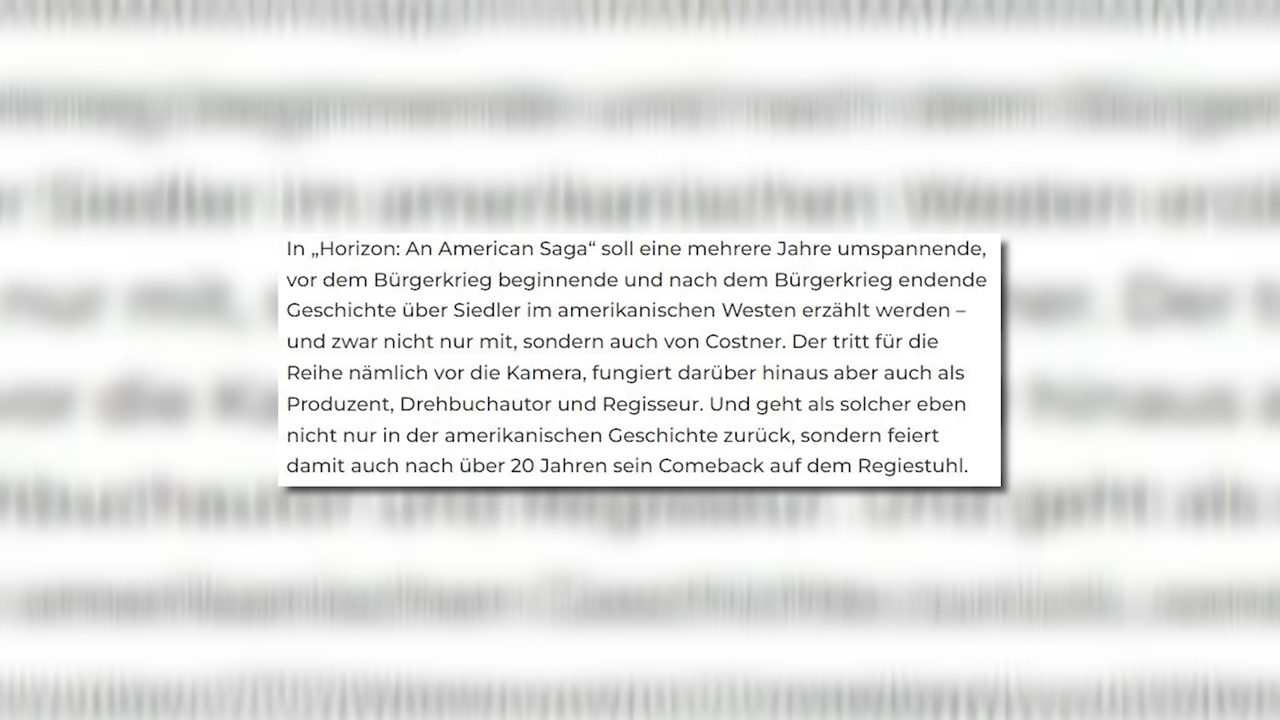 In „Horizon: An American Saga“ soll eine mehrere Jahre umspannende,
vor dem Bürgerkrieg beginnende und nach dem Bürgerkrieg endende
Geschichte über Siedler im amerikanischen Westen erzählt werden –
und zwar nicht nur mit, sondern auch von Costner. Der tritt für die
Reihe nämlich vor die Kamera, fungiert darüber hinaus aber auch als
Produzent, Drehbuchautor und Regisseur. Und geht als solcher eben
nicht nur in der amerikanischen Geschichte zurück, sondern feiert
damit auch nach über 20 Jahren sein Comeback auf dem Regiestuhl.